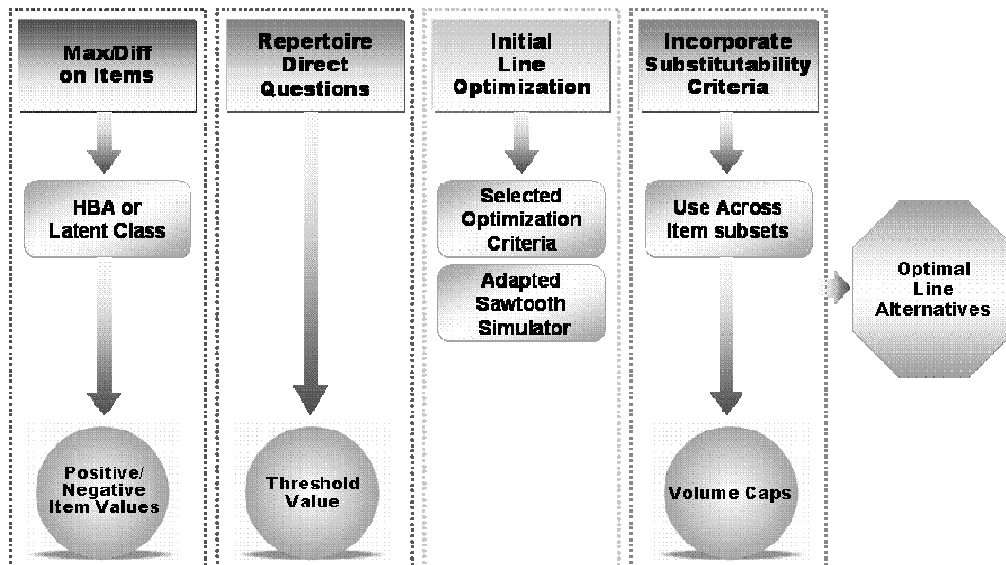 Max/Diff
on Items
HBA or
Latent Class
Positive/
Negative
Item Values
Repertoire
Direct
Questions
Threshold
Value
Initial
Line
Optimization
Selected
Optimization
Criteria
Adapted
Sawtooth
Simulator
Incorporate
Substitutability
Criteria
Use Across
Item subsets
Volume Caps
Optimal
Line
Alternatives